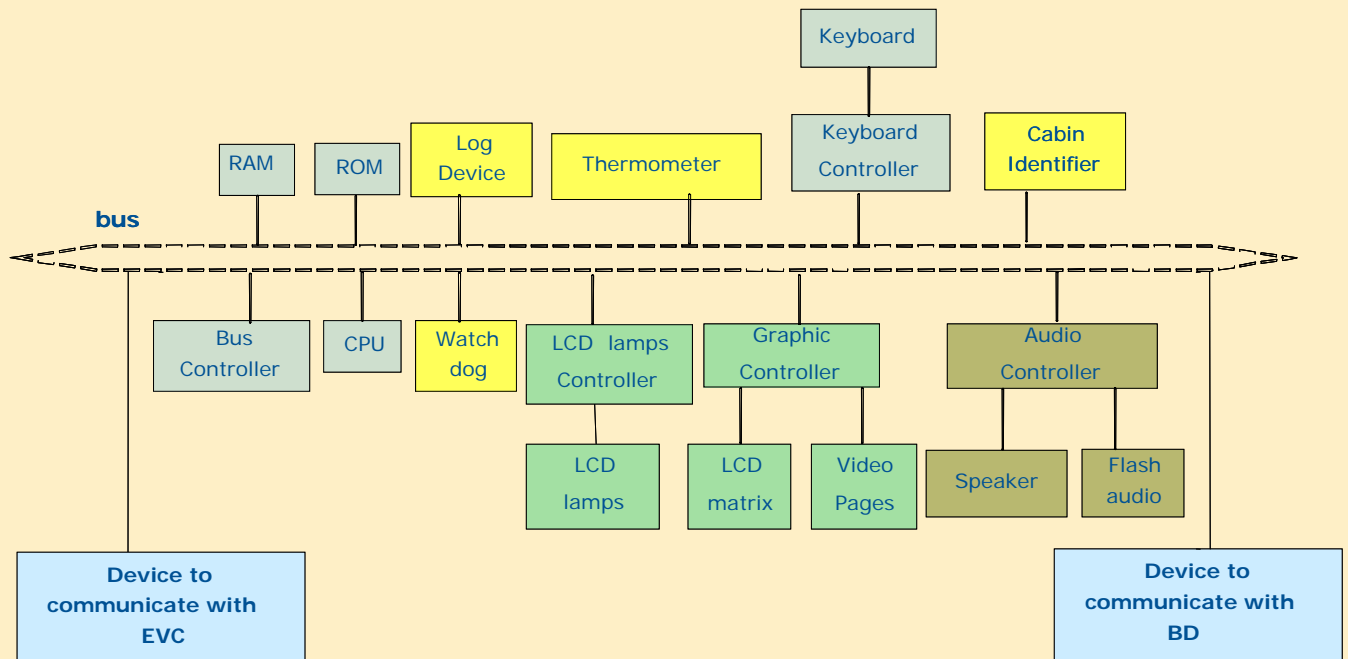 Keyboard
Keyboard
Controller
Cabin
Identifier
Log
Device
Thermometer
RAM
ROM
bus
Bus
Controller
CPU
Watch
dog
LCD lamps
Controller
Graphic
Controller
Audio
Controller
LCD
lamps
LCD
matrix
Video
Pages
Speaker
Flash
audio
Device to
communicate with
EVC
Device to
communicate with
BD